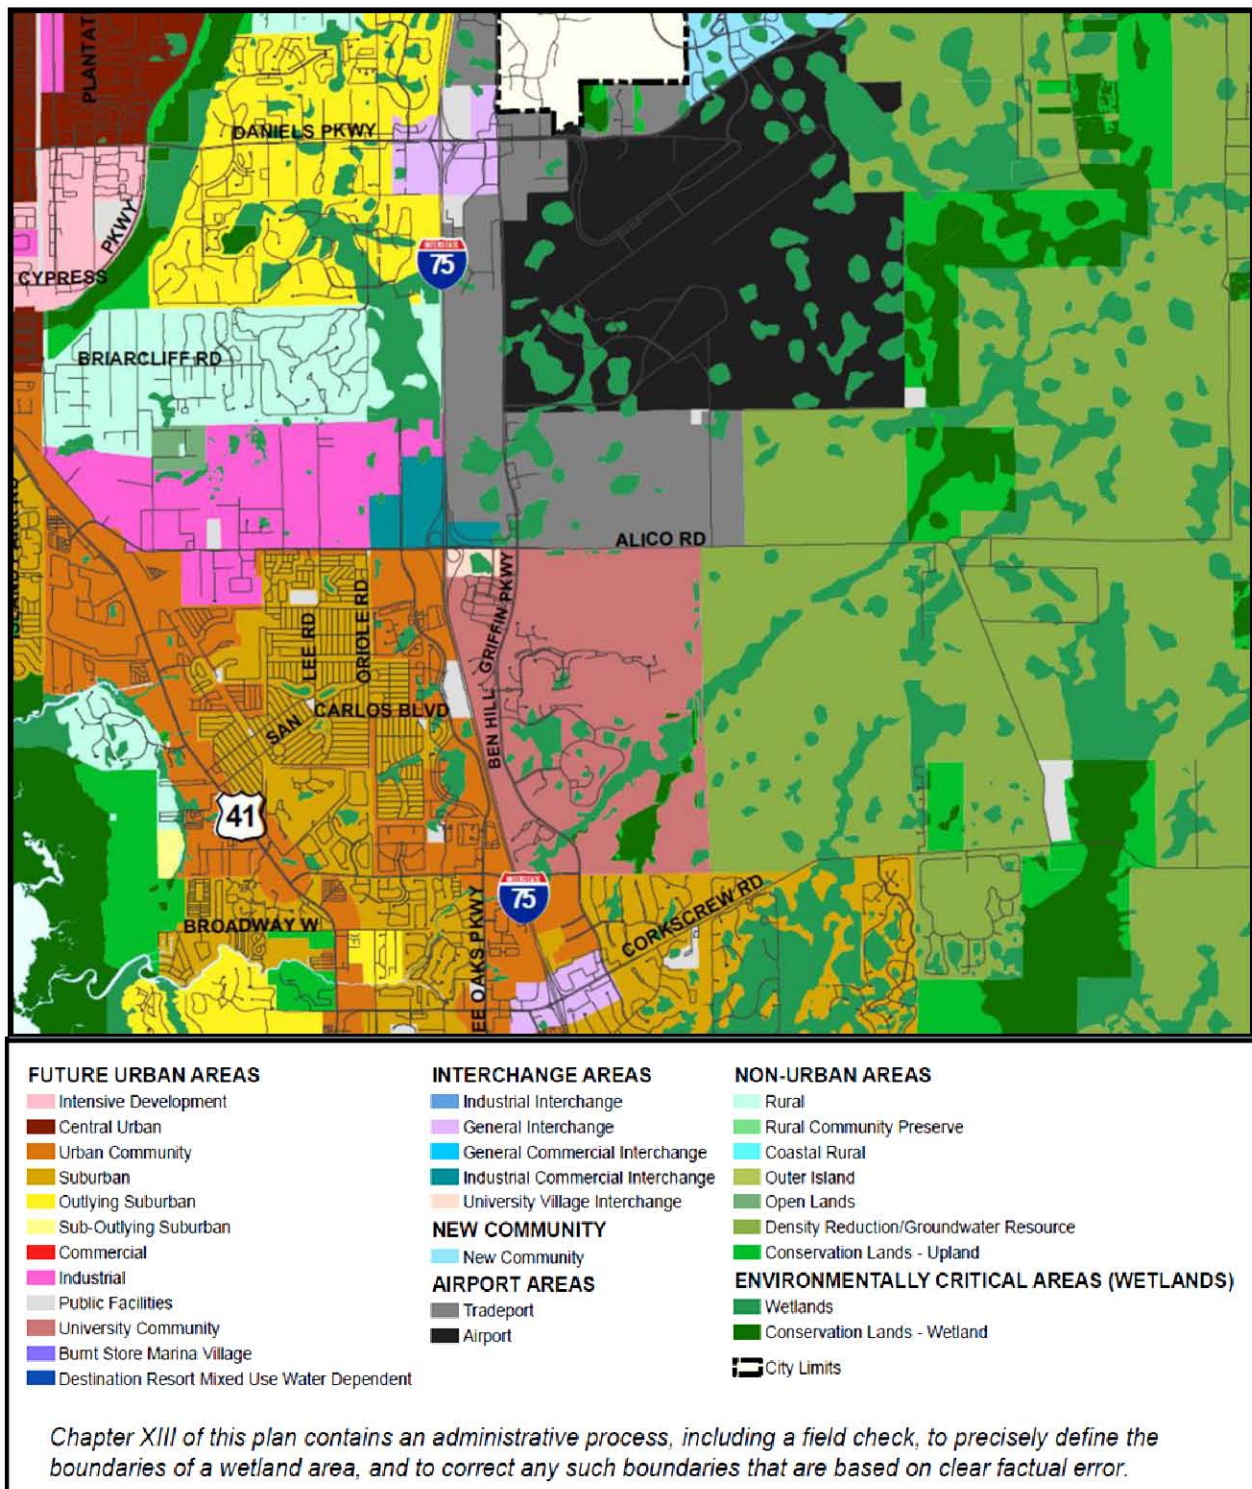 PLANTAT
DANIELS PKWY
PKWY
CYPRESS
INTERSTATE
75
BRIARCLIFF RD
ALICO RD
BEN HILL GRIFFIN PKWY
ORIOLE RD
LEE RD
SAN CARLOS BLVD
41
INTERSTATE
75
CORKSCREW RD
BROADWAY W
EE OAKS PKWY
FUTURE URBAN AREAS
Intensive Development
Central Urban
Urban Community
Suburban
Outlying Suburban
Sub-Outlying Suburban
Commercial
Industrial
Public Facilities
University Community
Burnt Store Marina Village
Destination Resort Mixed Use Water Dependent
INTERCHANGE AREAS
Industrial Interchange
General Interchange
General Commercial Interchange
Industrial Commercial Interchange
University Village Interchange
NEW COMMUNITY
New Community
AIRPORT AREAS
Tradeport
Airport
NON-URBAN AREAS
Rural
Rural Community Preserve
Coastal Rural
Outer Island
Open Lands
Density Reduction/Groundwater Resource
Conservation Lands - Upland
ENVIRONMENTALLY CRITICAL AREAS (WETLANDS)
Wetlands
Conservation Lands - Wetland
City Limits
Chapter XIII of this plan contains an administrative process, including a field check, to precisely define the
boundaries of a wetland area, and to correct any such boundaries that are based on clear factual error.